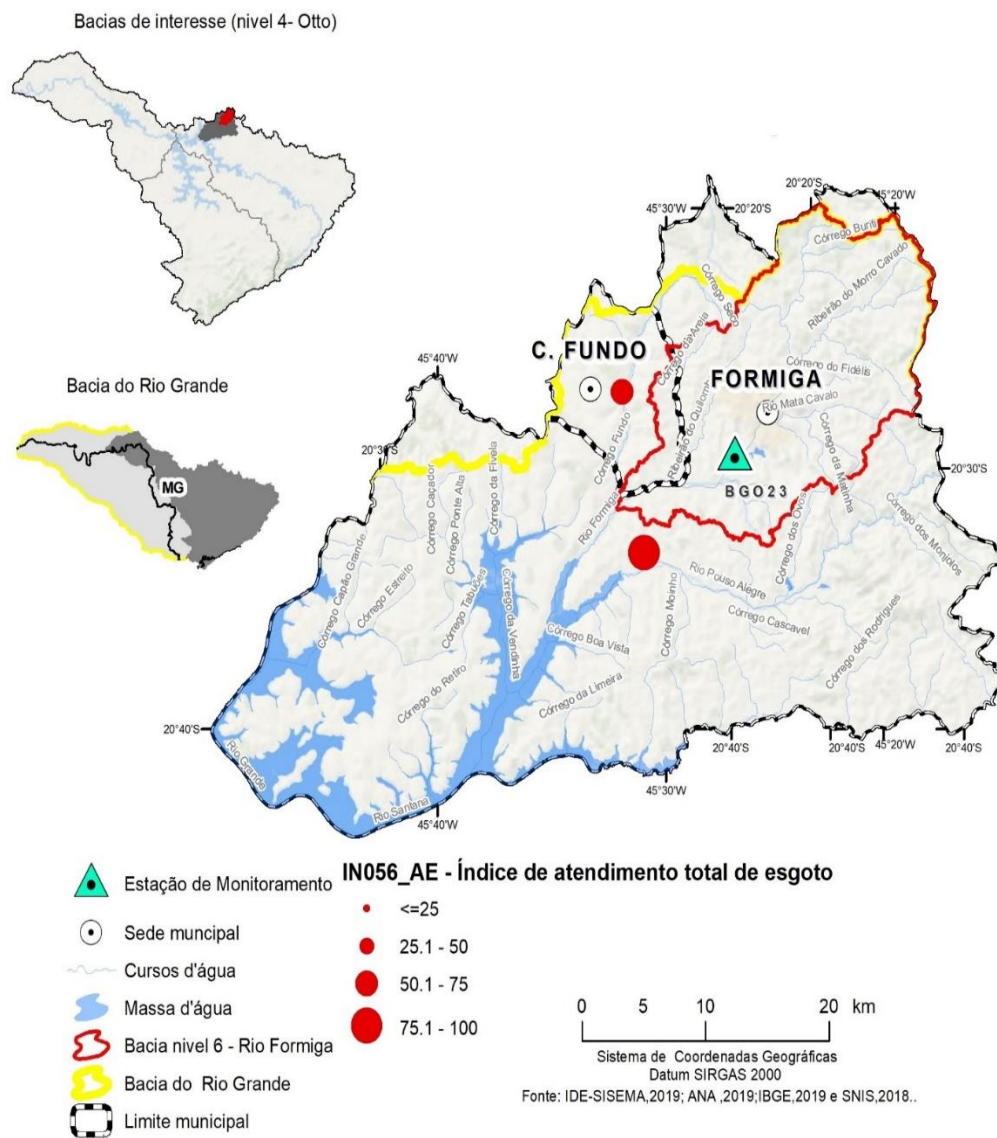 Bacias de interesse (nivel 4- Otto)
Bacia do Rio Grande
MG
45°30'W
20°20'S
20°20'S
45°20'W
Córrego Buriti
Ribeirão do Morro Cavado
Córrego Seco
Córrego da Areia
C. FUNDO
FORMIGA
Córrego do Fidélis
Rio Mata Cavalo
45°40'W
20°30'S
Ribeirão do Quilombo
Córrego Fundo
BGO23
Córrego da Matinha
20°30'S
Córrego Caçador
Córrego Ponte Alta
Córrego da Fivela
Rio Formiga
Córrego dos Ovos
Córrego dos Monjolos
Córrego Capão Grande
Córrego Estreito
Córrego Tabuões
Córrego da Vendinha
Rio Pouso Alegre
Córrego Moinho
Córrego Cascavel
Córrego Boa Vista
Córrego dos Rodrigues
Córrego do Retiro
Córrego da Limeira
20°40'S
Rio Grande
Rio Santana
45°40'W
45°30'W
20°40'S
20°40'S
45°20'W
20°40'S
Estação de Monitoramento
Sede muncipal
Cursos d'água
Massa d'água
Bacia nivel 6 - Rio Formiga
Bacia do Rio Grande
Limite municipal
IN056_AE - Índice de atendimento total de esgoto
<=25
25.1 - 50
50.1 - 75
75.1 - 100
0 5 10 20 km
Sistema de Coordenadas Geográficas
Datum SIRGAS 2000
Fonte: IDE-SISEMA,2019; ANA ,2019;IBGE,2019 e SNIS,2018..